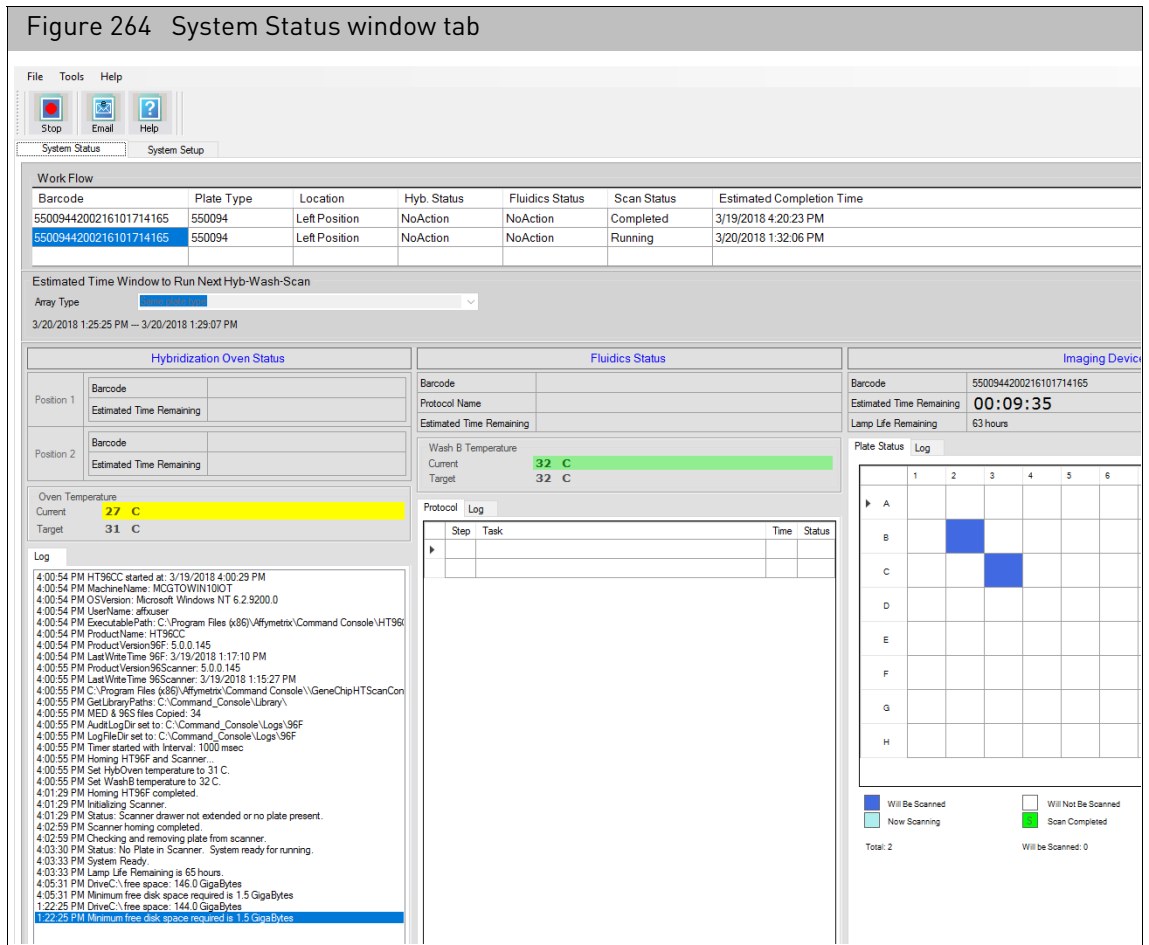 Figure 264 System Status window tab
File Tools Help
Stop Email Help
System Status System Setup
Work Flow
Barcode Plate Type Location Hyb. Status Fluidics Status Scan Status Estimated Completion Time
5500944200216101714165 550094 Left Position NoAction NoAction Completed 3/19/2018 4:20:23 PM
5500944200216101714165 550094 Left Position NoAction NoAction Running 3/20/2018 1:32:06 PM
Estimated Time Window to Run Next Hyb-Wash-Scan
Array Type
3/20/2018 1:25:25 PM --- 3/20/2018 1:29:07 PM
Hybridization Oven Status
Position 1
Barcode
Estimated Time Remaining
Position 2
Barcode
Estimated Time Remaining
Oven Temperature
Current 27 C
Target 31 C
Log
4:00:54 PM HT96CC started at: 3/19/2018 4:00:29 PM
4:00:54 PM MachineName: MCGTOWIN10IOT
4:00:54 PM OSVersion: Microsoft Windows NT 6.2.9200.0
4:00:54 PM UserName: affxuser
4:00:54 PM ExecutablePath: C:\Program Files (x86)\Affymetrix\Command Console\HT96
4:00:54 PM ProductName: HT96CC
4:00:54 PM ProductVersion96F: 5.0.0.145
4:00:54 PM LastWriteTime 96F: 3/19/2018 1:17:10 PM
4:00:55 PM ProductVersion96Scanner: 5.0.0.145
4:00:55 PM LastWriteTime 96Scanner: 3/19/2018 1:15:27 PM
4:00:55 PM C:\Program Files (x86)\Affymetrix\Command Console\\GeneChipHTScanCon
4:00:55 PM GetLibraryPaths: C:\Command_Console\Library\
4:00:55 PM MED & 96S files Copied: 34
4:00:55 PM AuditLogDir set to: C:\Command_Console\Logs\96F
4:00:55 PM LogFileDir set to: C:\Command_Console\Logs\96F
4:00:55 PM Timer started with Interval: 1000 msec
4:00:55 PM Homing HT96F and Scanner...
4:00:55 PM Set HybOven temperature to 31 C.
4:00:55 PM Set WashB temperature to 32 C.
4:01:29 PM Homing HT96F completed.
4:01:29 PM Initializing Scanner.
4:01:29 PM Status: Scanner drawer not extended or no plate present.
4:02:59 PM Scanner homing completed.
4:02:59 PM Checking and removing plate from scanner.
4:03:30 PM Status: No Plate in Scanner. System ready for running.
4:03:33 PM System Ready.
4:03:33 PM Lamp Life Remaining is 65 hours.
4:05:31 PM DriveC:\ free space: 146.0 GigaBytes
4:05:31 PM Minimum free disk space required is 1.5 GigaBytes
1:22:25 PM DriveC:\ free space: 144.0 GigaBytes
1:22:25 PM Minimum free disk space required is 1.5 GigaBytes
Fluidics Status
Barcode
Protocol Name
Estimated Time Remaining
Wash B Temperature
Current 32 C
Target 32 C
Protocol Log
Step Task Time Status
Imaging Device
Barcode 5500944200216101714165
Estimated Time Remaining 00:09:35
Lamp Life Remaining 63 hours
Plate Status Log
1 2 3 4 5 6
A
B
C
D
E
F
G
H
Will Be Scanned Will Not Be Scanned
Now Scanning S Scan Completed
Total: 2 Will be Scanned: 0